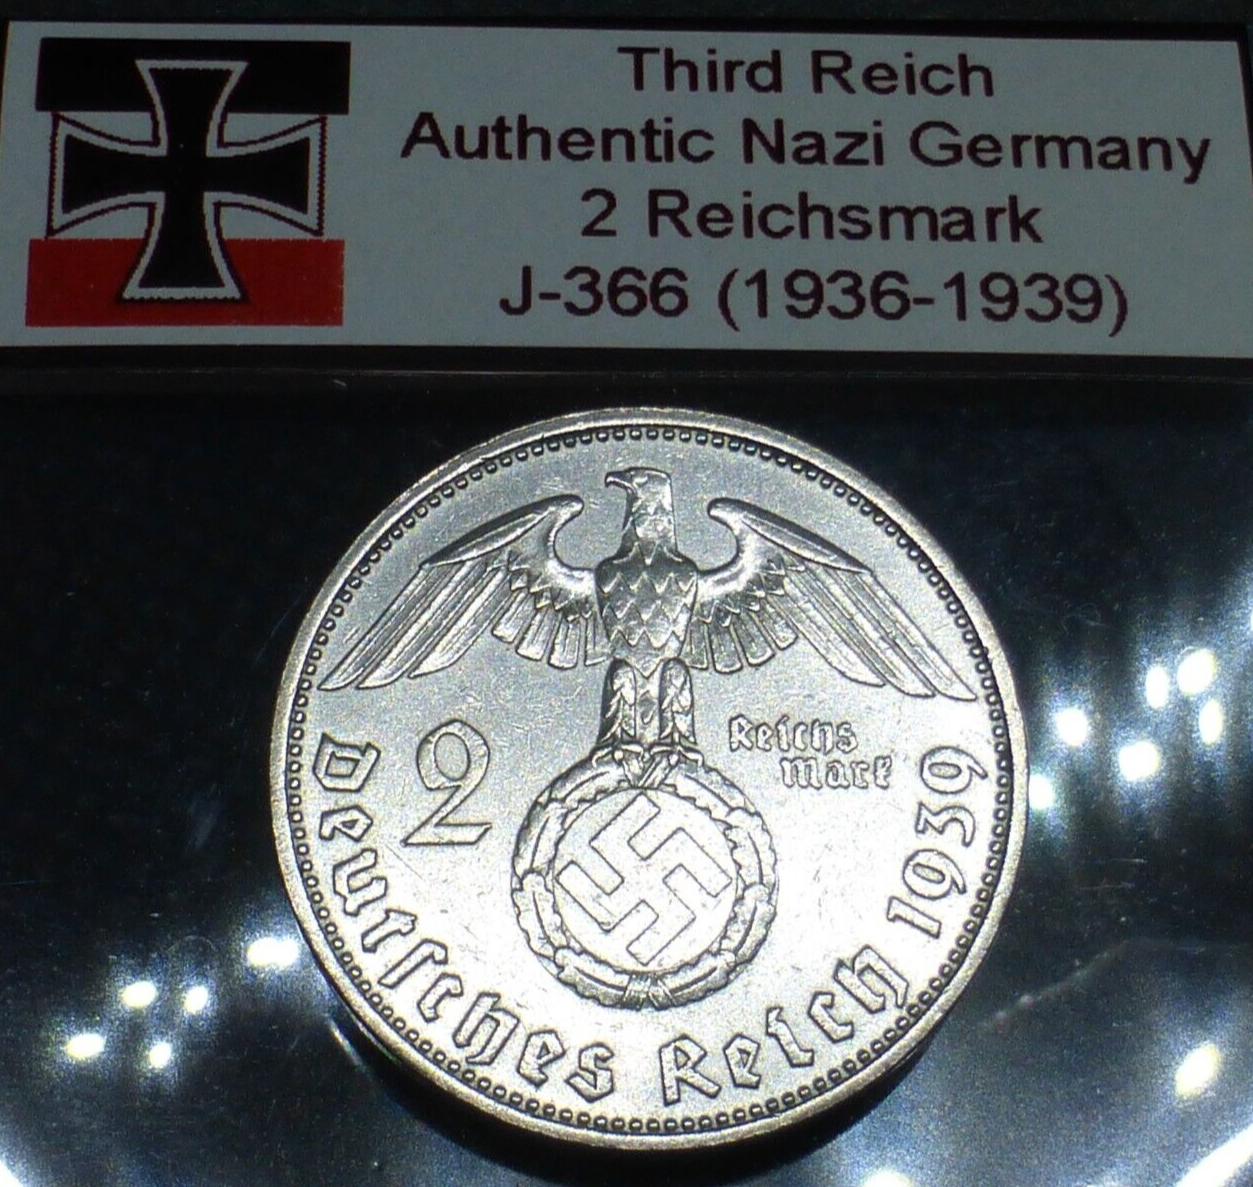 Third Reich
Authentic Nazi Germany
2 Reichsmark
J-366 (1936-1939)
2
Reichs
mark
Deutsches Reich 1939